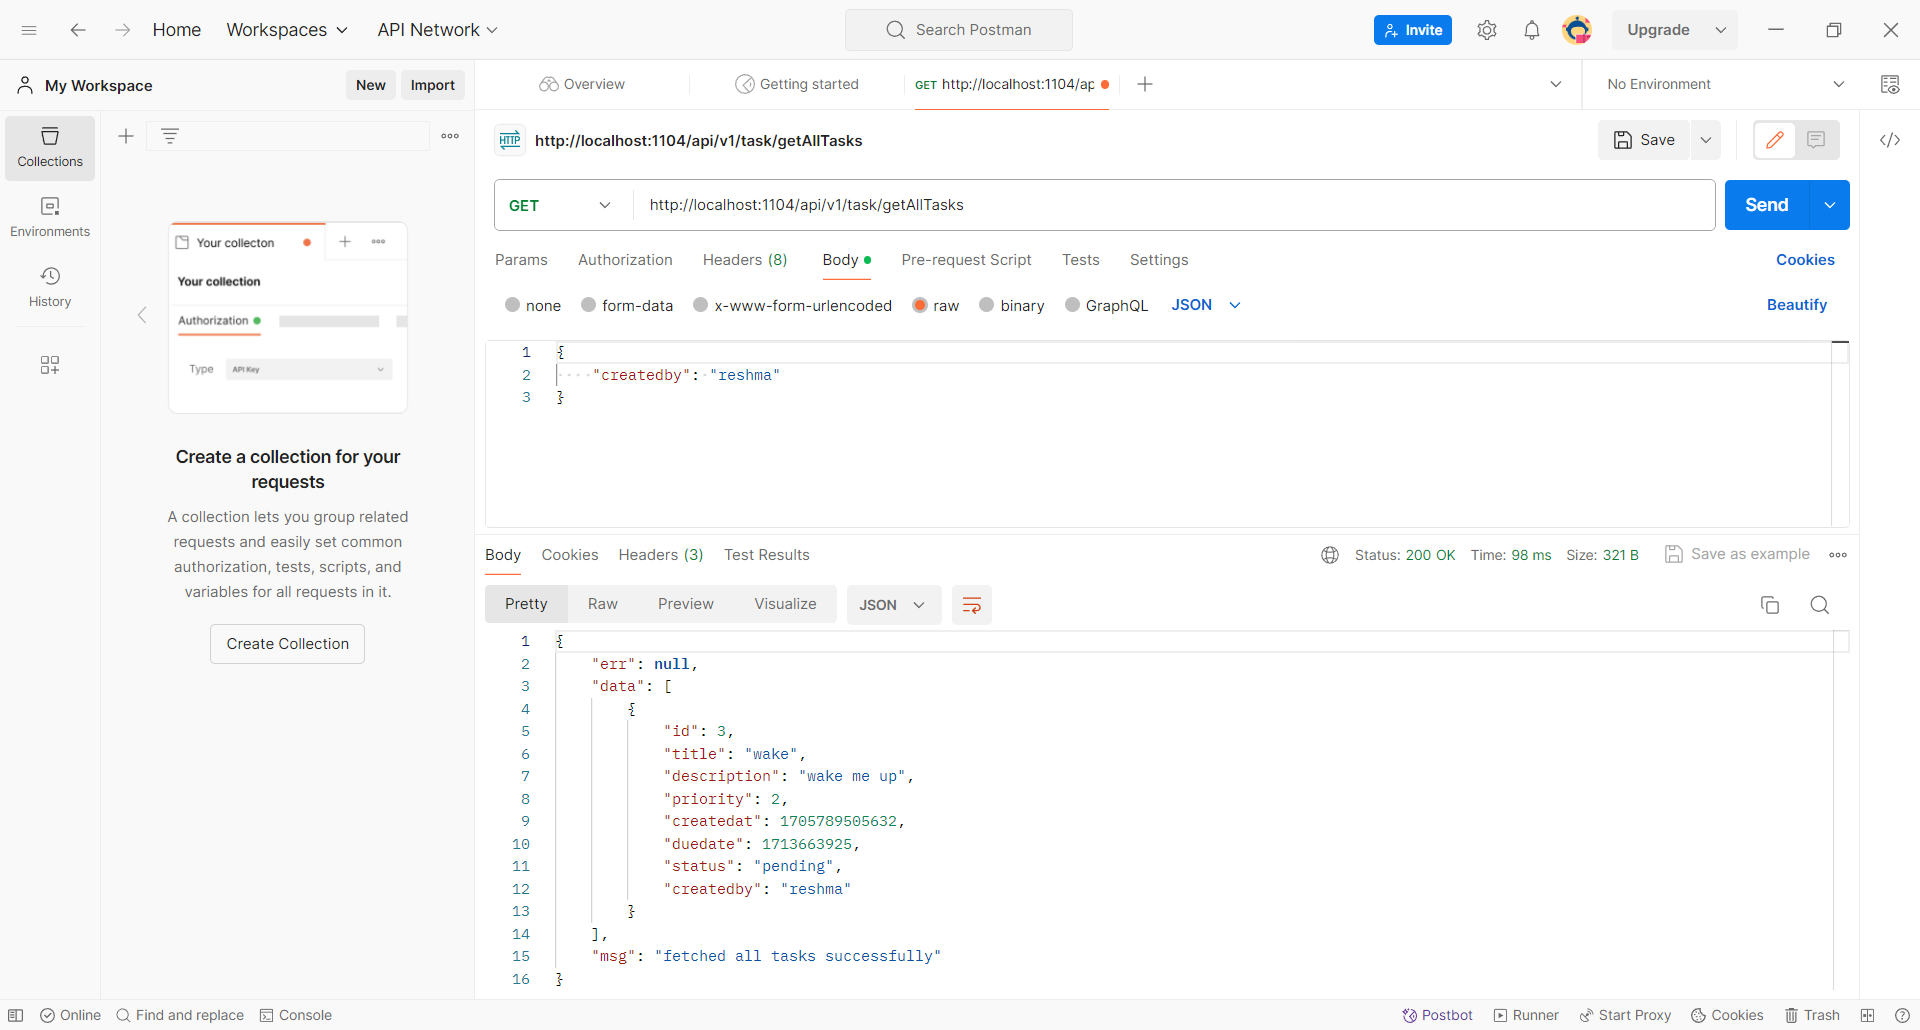 Home Workspaces API Network Search Postman Invite Upgrade
My Workspace New Import
Overview Getting started GET http://localhost:1104/ap No Environment
Collections
Environments
History
Your collecton
Your collection
Authorization
Type API Key
Create a collection for your
requests
A collection lets you group related
requests and easily set common
authorization, tests, scripts, and
variables for all requests in it.
Create Collection
HTTP http://localhost:1104/api/v1/task/getAllTasks Save
GET http://localhost:1104/api/v1/task/getAllTasks Send
Params Authorization Headers (8) Body Pre-request Script Tests Settings Cookies
none form-data x-www-form-urlencoded raw binary GraphQL JSON Beautify
1 {
2 "createdby": "reshma"
3 }
Body Cookies Headers (3) Test Results Status: 200 OK Time: 98 ms Size: 321 B Save as example
Pretty Raw Preview Visualize JSON
1 {
2 "err": null,
3 "data": [
4 {
5 "id": 3,
6 "title": "wake",
7 "description": "wake me up",
8 "priority": 2,
9 "createdat": 1705789505632,
10 "duedate": 1713663925,
11 "status": "pending",
12 "createdby": "reshma"
13 }
14 ],
15 "msg": "fetched all tasks successfully"
16 }
Online Find and replace Console Postbot Runner Start Proxy Cookies Trash